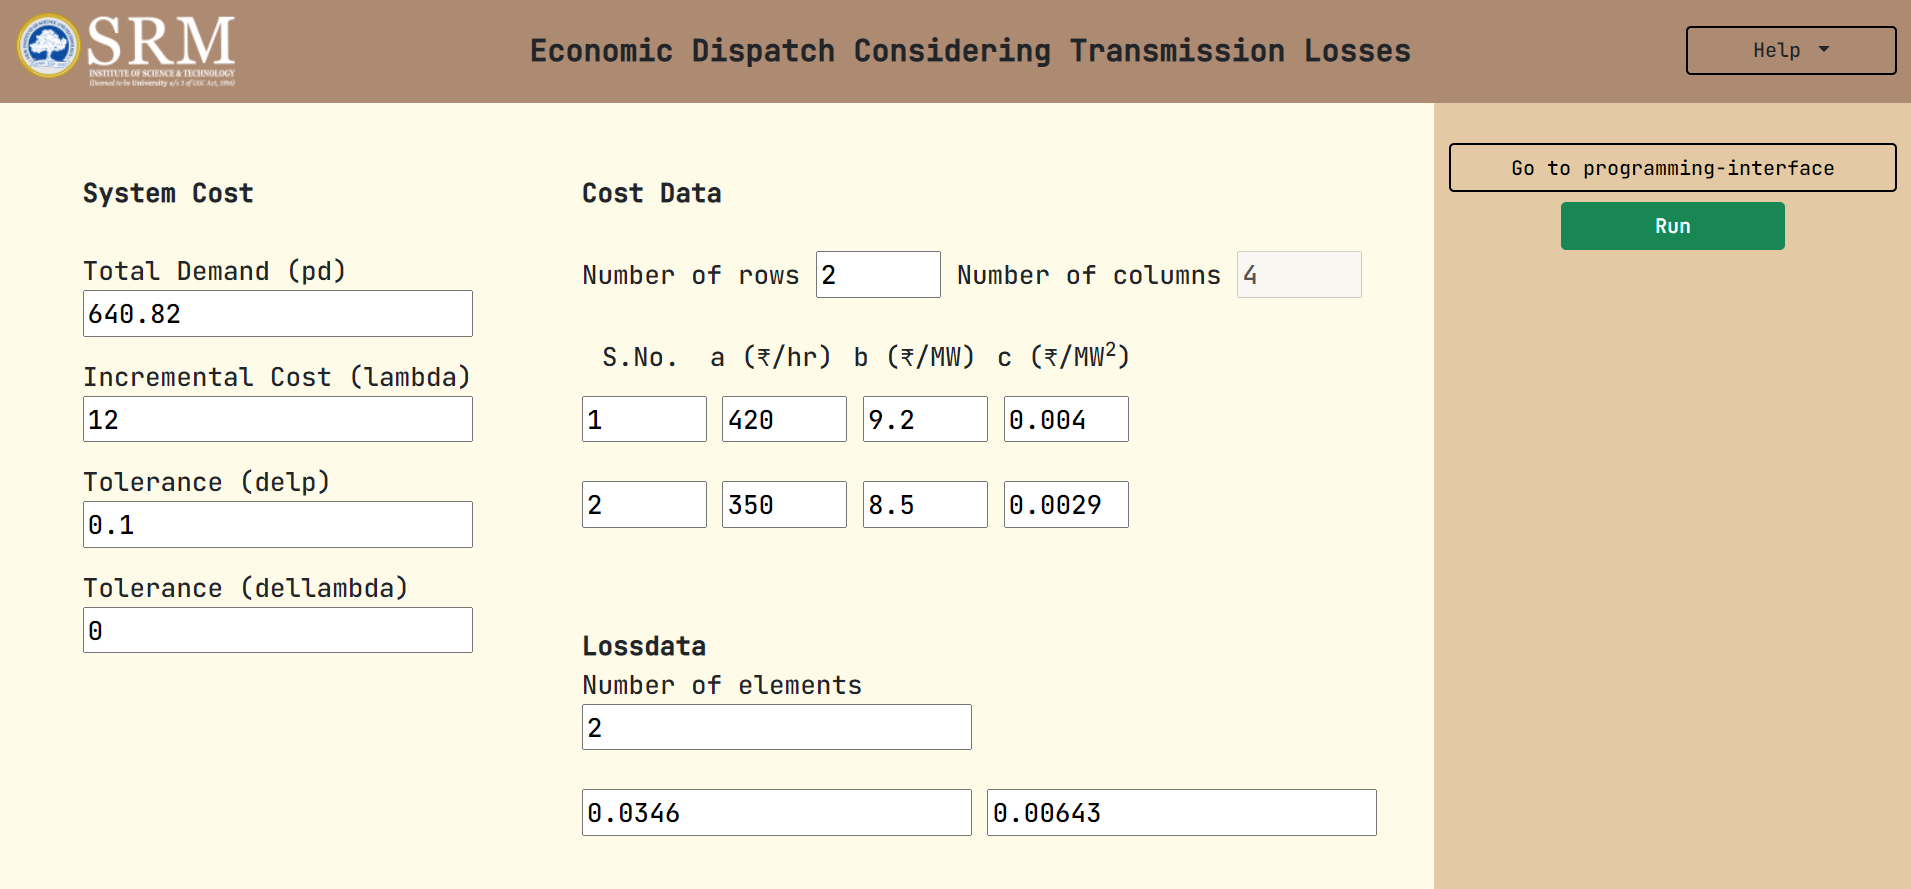 SRM
INSTITUTE OF SCIENCE & TECHNOLOGY
(Deemed to be University u/s 3 of UGC Act, 1956)
Economic Dispatch Considering Transmission Losses
Help
Go to programming-interface
Run
System Cost
Total Demand (pd)
640.82
Incremental Cost (lambda)
12
Tolerance (delp)
0.1
Tolerance (dellambda)
0
Cost Data
Number of rows 2 Number of columns 4
S.No. a (₹/hr) b (₹/MW) c (₹/MW²)
1 420 9.2 0.004
2 350 8.5 0.0029
Lossdata
Number of elements
2
0.0346 0.00643